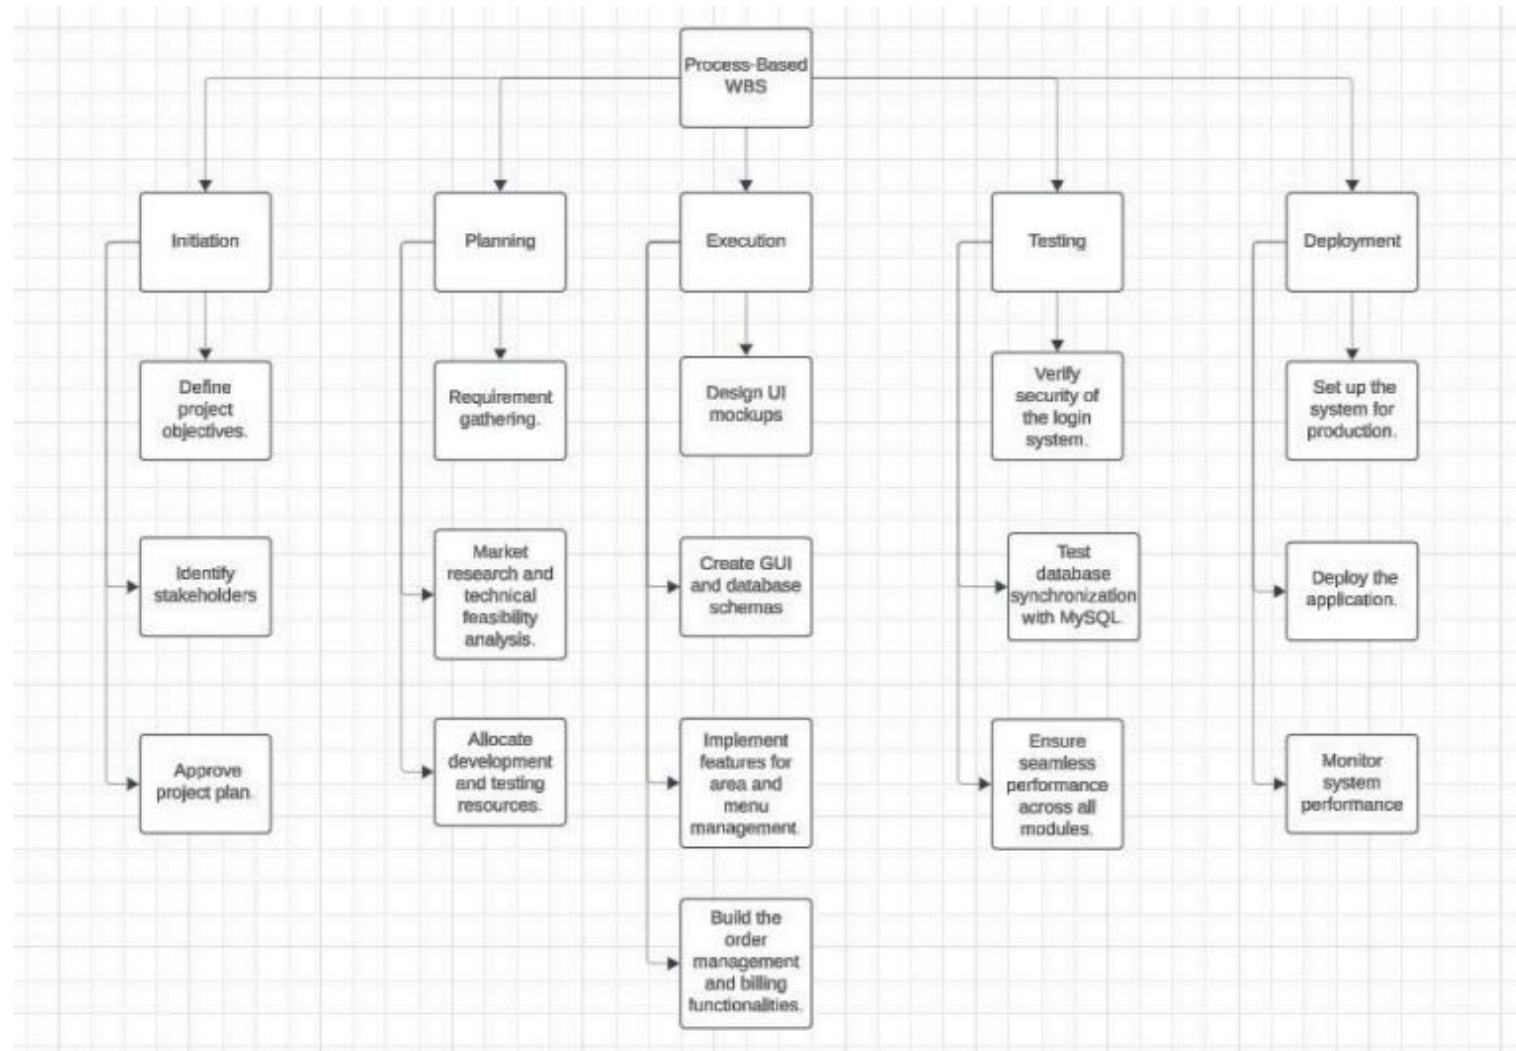 Process-Based
WBS
Initiation
Planning
Execution
Testing
Deployment
Define
project
objectives.
Requirement
gathering.
Design UI
mockups
Verify
security of
the login
system.
Set up the
system for
production.
Identify
stakeholders
Market
research and
technical
feasibility
analysis.
Create GUI
and database
schemas
Test
database
synchronization
with MySQL.
Deploy the
application.
Approve
project plan.
Allocate
development
and testing
resources.
Implement
features for
area and
menu
management.
Ensure
seamless
performance
across all
modules.
Monitor
system
performance
Build the
order
management
and billing
functionalities.